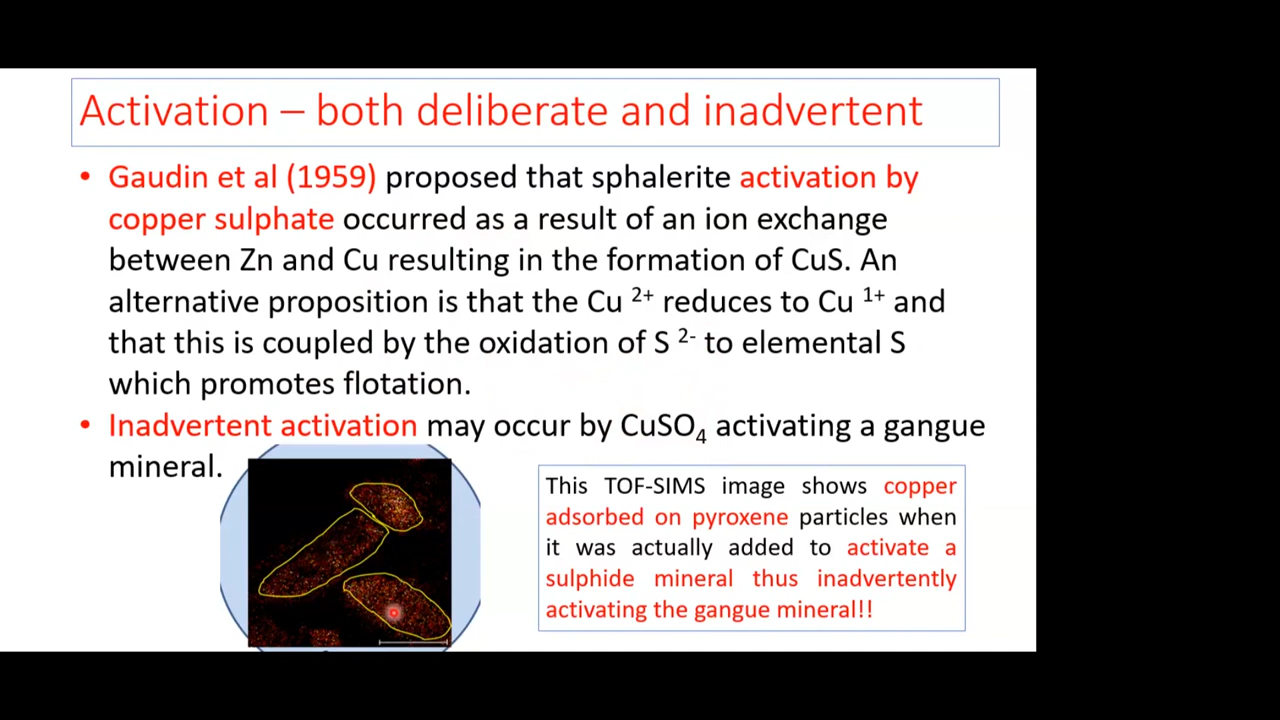 Activation – both deliberate and inadvertent
• Gaudin et al (1959) proposed that sphalerite activation by
copper sulphate occurred as a result of an ion exchange
between Zn and Cu resulting in the formation of CuS. An
alternative proposition is that the Cu 2+ reduces to Cu 1+ and
that this is coupled by the oxidation of S 2- to elemental S
which promotes flotation.
• Inadvertent activation may occur by CuSO4 activating a gangue
mineral.
This TOF-SIMS image shows copper
adsorbed on pyroxene particles when
it was actually added to activate a
sulphide mineral thus inadvertently
activating the gangue mineral!!